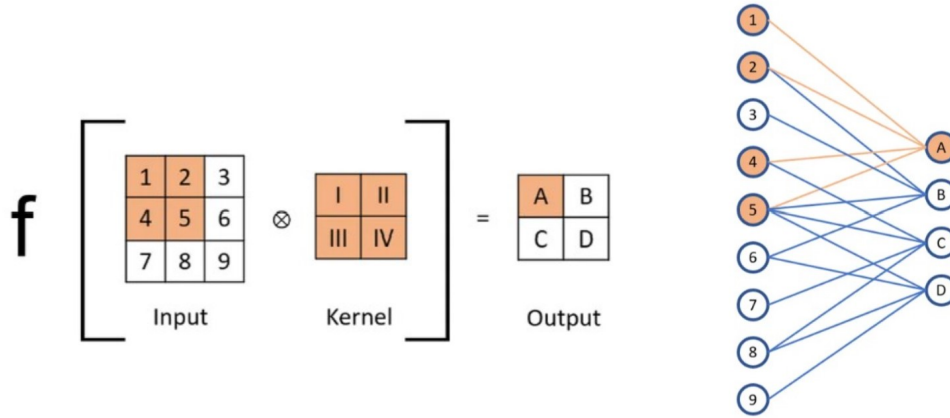 f
1 2 3
4 5 6
7 8 9
Input
⊗
I II
III IV
Kernel
=
A B
C D
Output
1
2
3
4
5
6
7
8
9
A
B
C
D